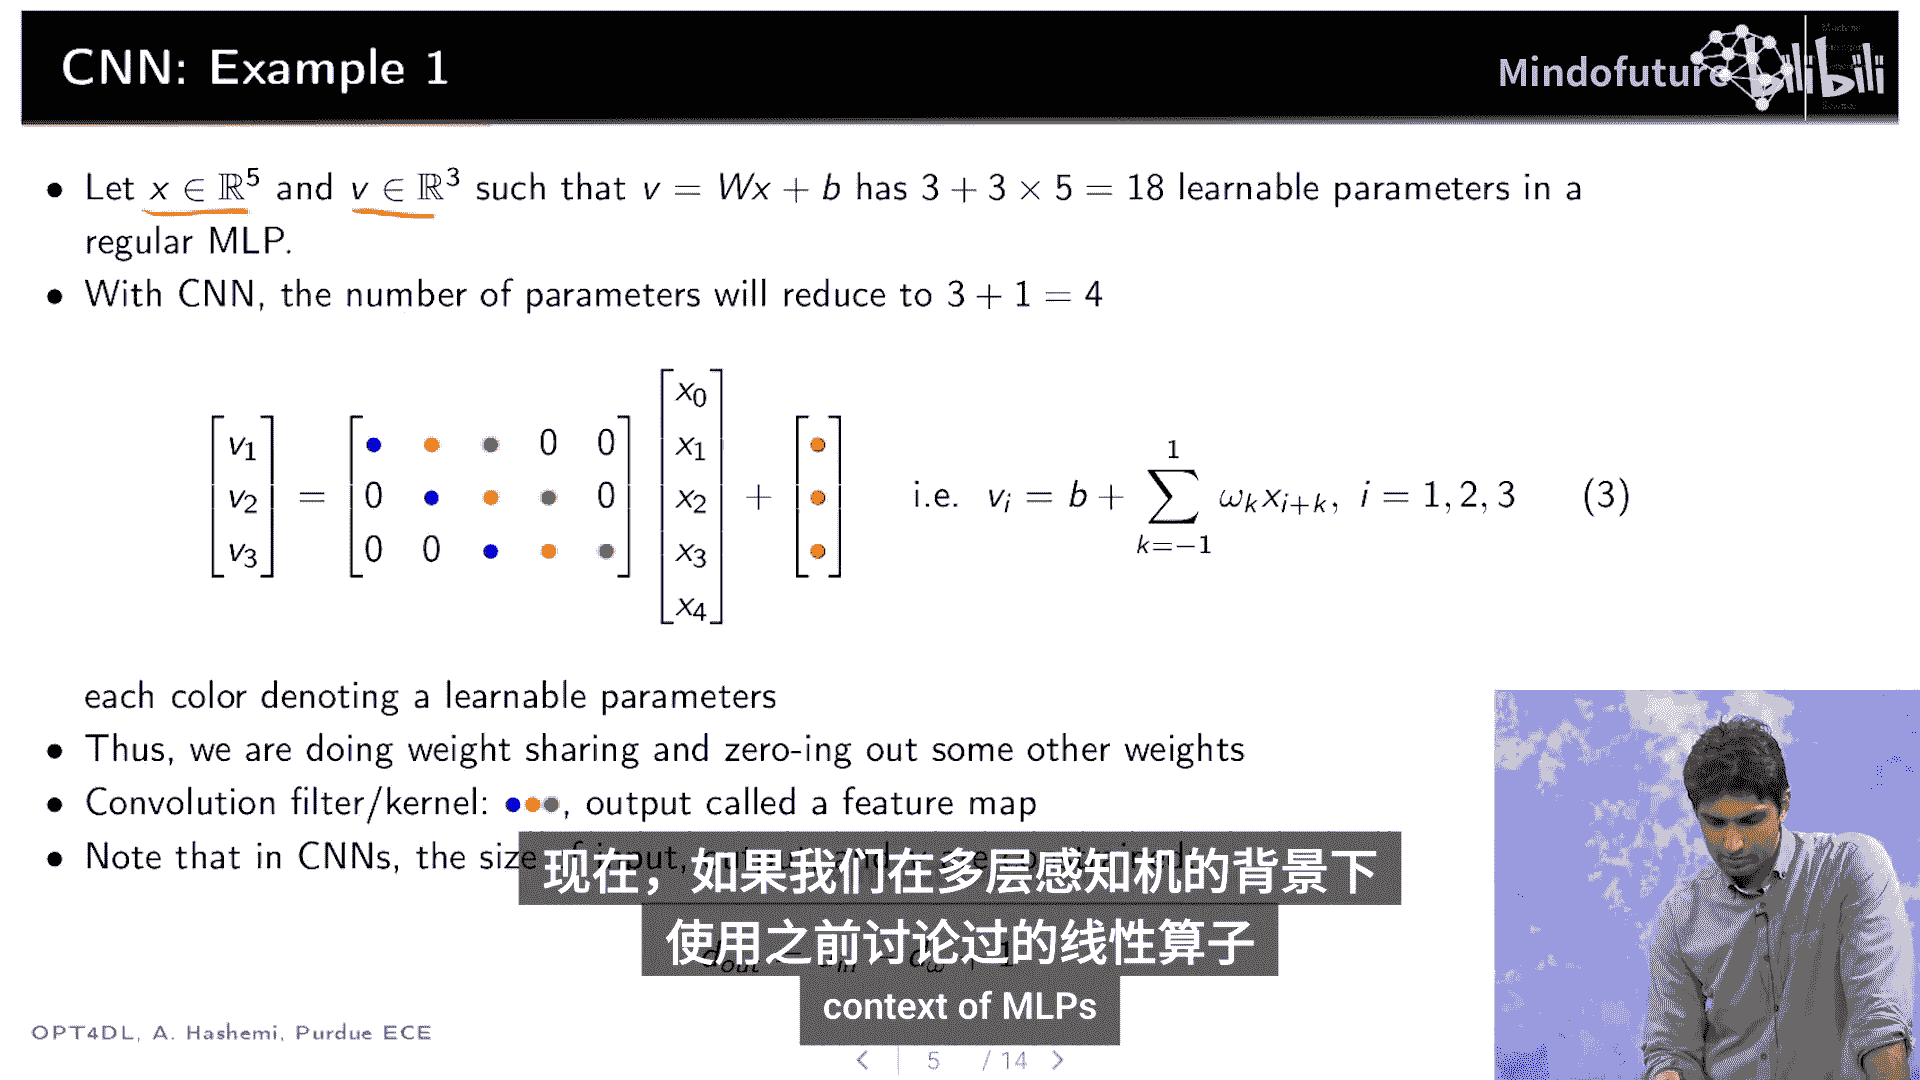 CNN: Example 1
Mindofuture
bilibili
• Let x ∈ ℝ⁵ and v ∈ ℝ³ such that v = Wx + b has 3 + 3 × 5 = 18 learnable parameters in a
regular MLP.
• With CNN, the number of parameters will reduce to 3 + 1 = 4
[v₁ v₂ v₃] = [● ● ● 0 0
0 ● ● ● 0
0 0 ● ● ●] [x₀ x₁ x₂ x₃ x₄] + [● ● ●] i.e. vᵢ = b + ∑_{k=−1}^{1} ω_k x_{i+k}, i = 1, 2, 3 (3)
each color denoting a learnable parameters
• Thus, we are doing weight sharing and zero-ing out some other weights
• Convolution filter/kernel: ●●●, output called a feature map
• Note that in CNNs, the size
现在，如果我们在多层感知机的背景下
使用之前讨论过的线性算子
context of MLPs
OPT4DL, A. Hashemi, Purdue ECE
< 5 / 14 >